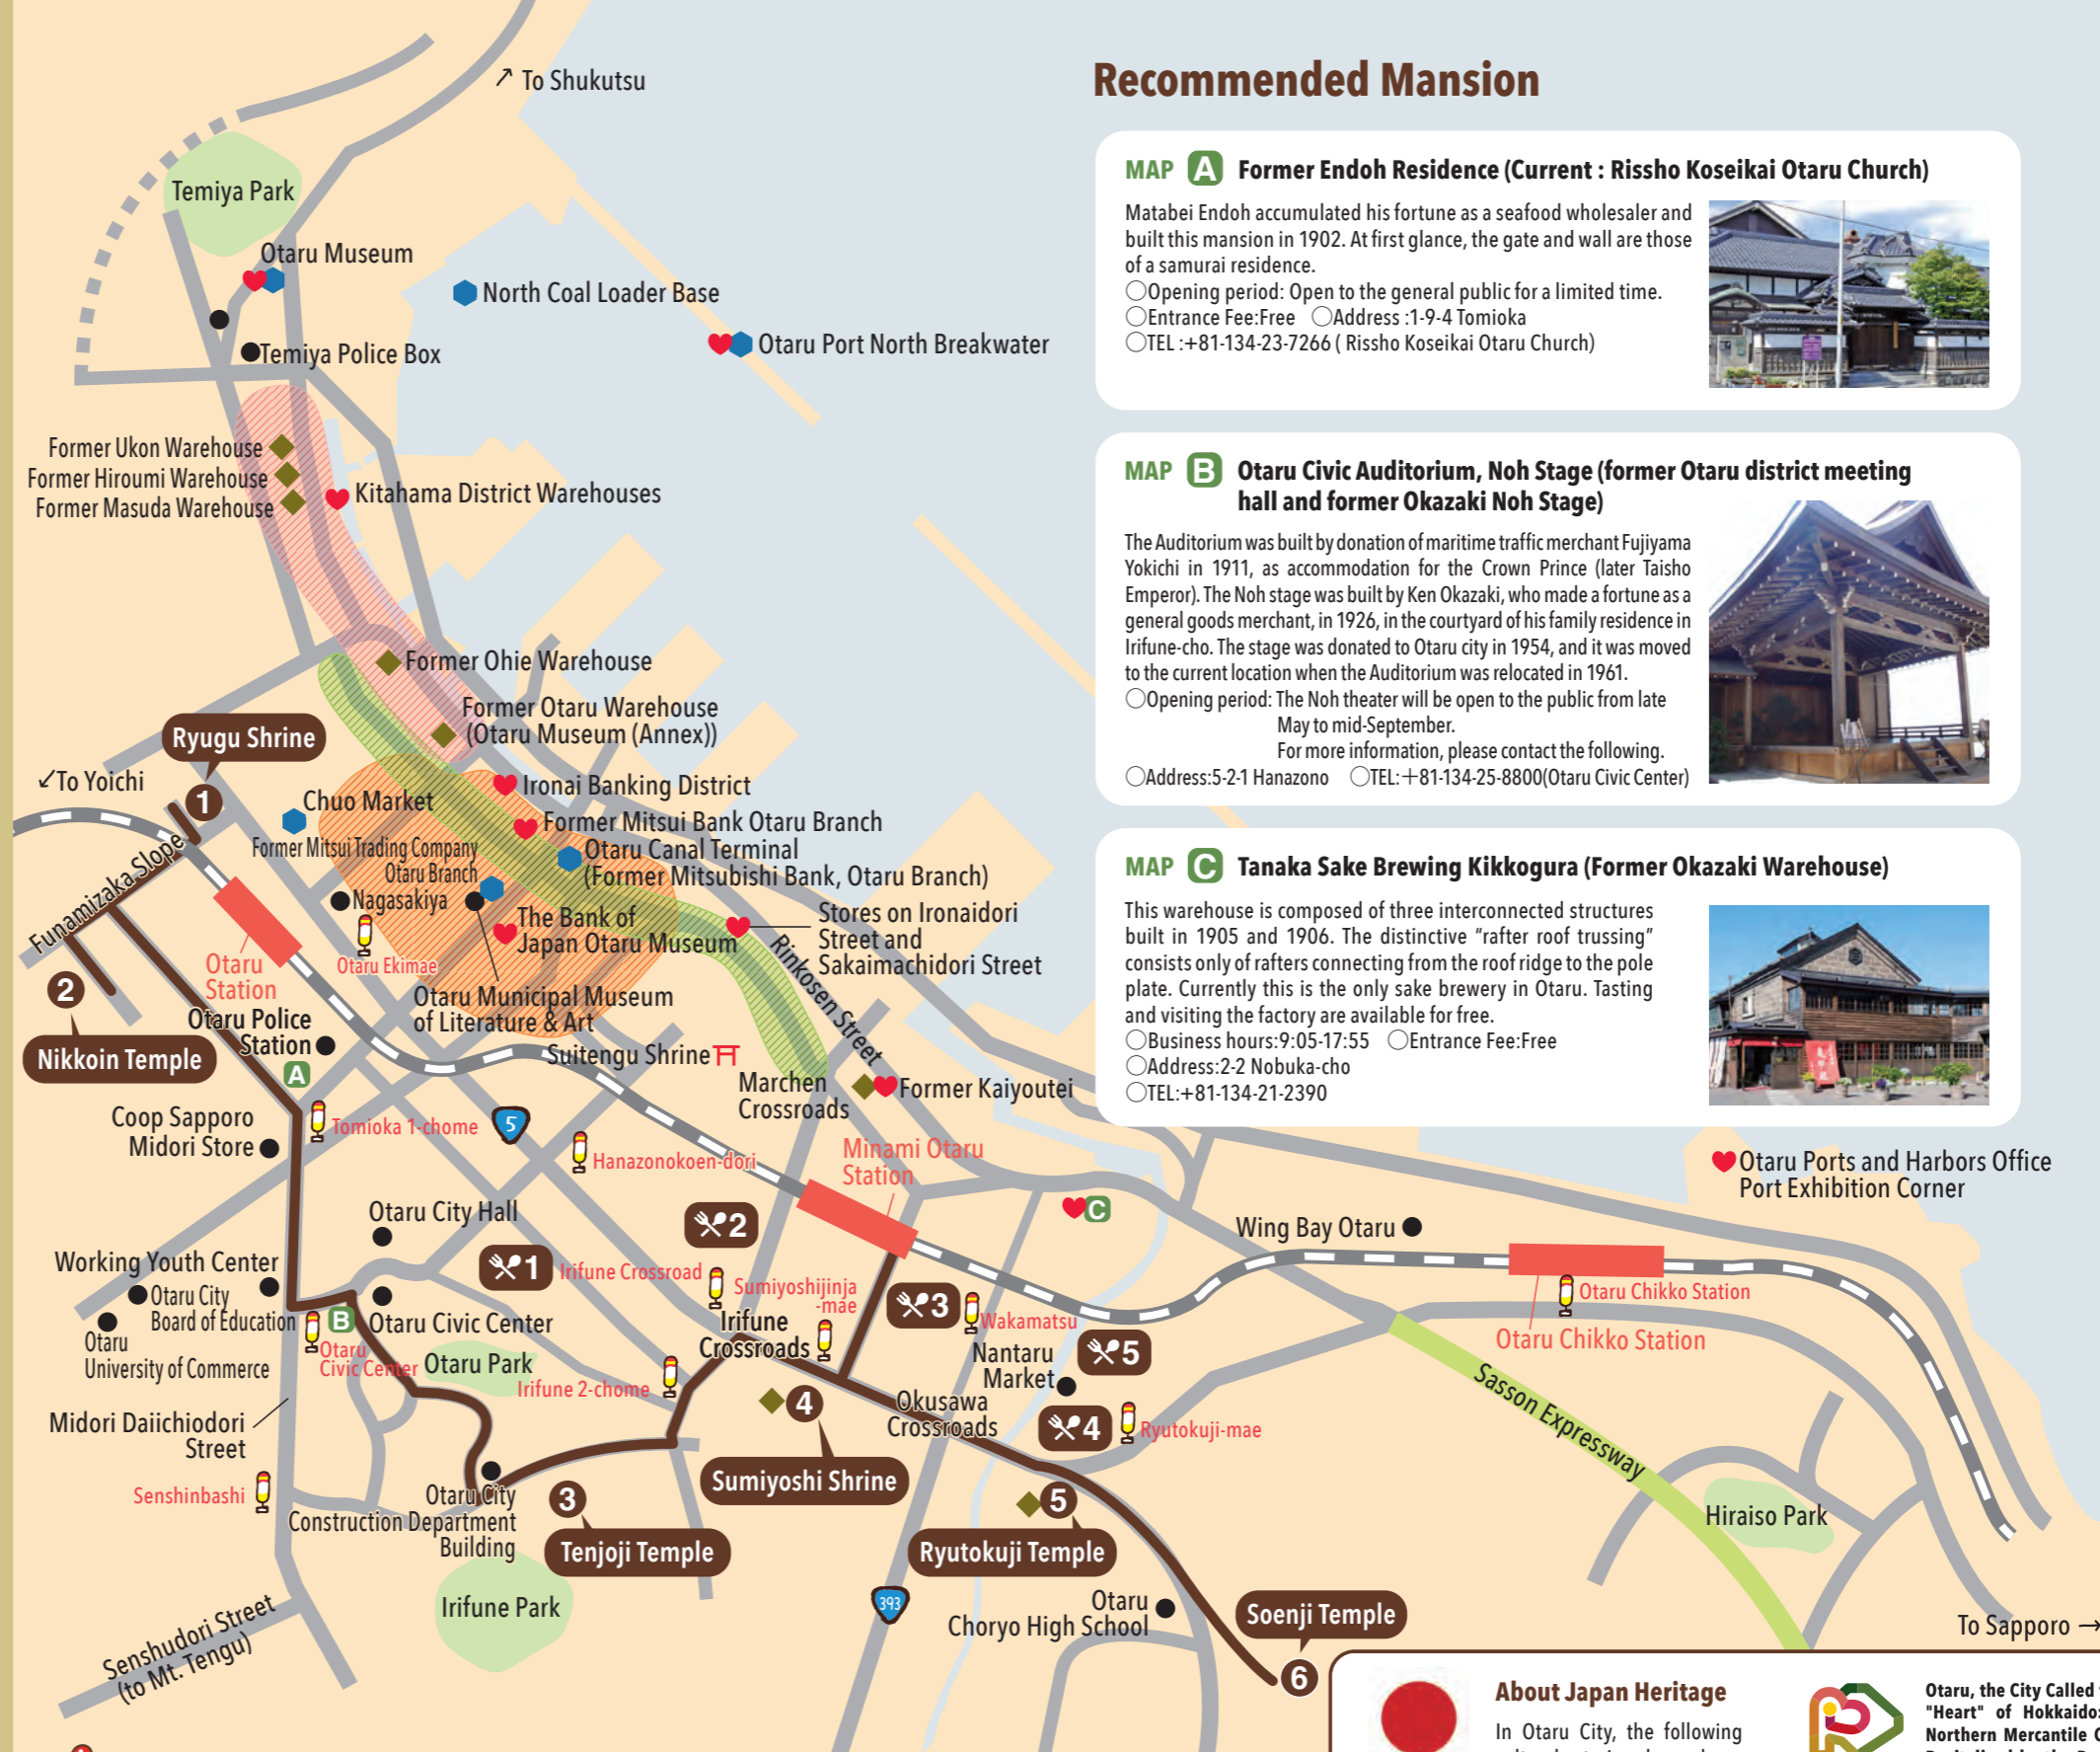 To Shukutsu
Temiya Park
Otaru Museum
North Coal Loader Base
Otaru Port North Breakwater
Temiya Police Box
Former Ukon Warehouse
Former Hiroumi Warehouse
Former Masuda Warehouse
Kitahama District Warehouses
Former Ohie Warehouse
Former Otaru Warehouse
(Otaru Museum (Annex))
Ryugu Shrine
1
To Yoichi
Chuo Market
Ironai Banking District
Former Mitsui Bank Otaru Branch
Former Mitsui Trading Company
Otaru Branch
Otaru Canal Terminal
(Former Mitsubishi Bank, Otaru Branch)
Nagasakiya
Funamizaka Slope
Otaru
Station
Otaru Ekimae
The Bank of
Japan Otaru Museum
Stores on Ironaidori
Street and
Sakaimachidori Street
Rinkosen Street
2
Nikkoin Temple
Otaru Municipal Museum
of Literature & Art
Otaru Police
Station
A
Suitengu Shrine
Marchen
Crossroads
Former Kaiyoutei
Coop Sapporo
Midori Store
Tomioka 1-chome
5
Hanazonokoen-dori
Minami Otaru
Station
C
Otaru City Hall
2
Working Youth Center
Otaru City
Board of Education
Otaru
University of Commerce
B
Otaru Civic Center
Otaru
Civic Center
1
Irifune Crossroad
Sumiyoshijinja
-mae
Irifune
Crossroads
3
Wakamatsu
Nantaru
Market
5
Otaru Park
Irifune 2-chome
4
Okusawa
Crossroads
4
Ryutokuji-mae
Midori Daiichiodori
Street
Senshinbashi
Sumiyoshi Shrine
Otaru City
Construction Department
Building
3
Tenjoji Temple
5
Ryutokuji Temple
Irifune Park
393
Otaru
Choryo High School
Soenji Temple
6
Senshudori Street
(to Mt. Tengu)
Wing Bay Otaru
Otaru Chikko Station
Otaru Chikko Station
Otaru Ports and Harbors Office
Port Exhibition Corner
Sasson Expressway
Hiraiso Park
To Sapporo →
Recommended Mansion
MAP A Former Endoh Residence (Current : Rissho Koseikai Otaru Church)
Matabei Endoh accumulated his fortune as a seafood wholesaler and
built this mansion in 1902. At first glance, the gate and wall are those
of a samurai residence.
○Opening period: Open to the general public for a limited time.
○Entrance Fee:Free ○Address :1-9-4 Tomioka
○TEL :+81-134-23-7266 ( Rissho Koseikai Otaru Church)
MAP B Otaru Civic Auditorium, Noh Stage (former Otaru district meeting
hall and former Okazaki Noh Stage)
The Auditorium was built by donation of maritime traffic merchant Fujiyama
Yokichi in 1911, as accommodation for the Crown Prince (later Taisho
Emperor). The Noh stage was built by Ken Okazaki, who made a fortune as a
general goods merchant, in 1926, in the courtyard of his family residence in
Irifune-cho. The stage was donated to Otaru city in 1954, and it was moved
to the current location when the Auditorium was relocated in 1961.
○Opening period: The Noh theater will be open to the public from late
May to mid-September.
For more information, please contact the following.
○Address:5-2-1 Hanazono ○TEL:+81-134-25-8800(Otaru Civic Center)
MAP C Tanaka Sake Brewing Kikkogura (Former Okazaki Warehouse)
This warehouse is composed of three interconnected structures
built in 1905 and 1906. The distinctive "rafter roof trussing"
consists only of rafters connecting from the roof ridge to the pole
plate. Currently this is the only sake brewery in Otaru. Tasting
and visiting the factory are available for free.
○Business hours:9:05-17:55 ○Entrance Fee:Free
○Address:2-2 Nobuka-cho
○TEL:+81-134-21-2390
About Japan Heritage
In Otaru City, the following
Otaru, the City Called
"Heart" of Hokkaido:
Northern Mercantile